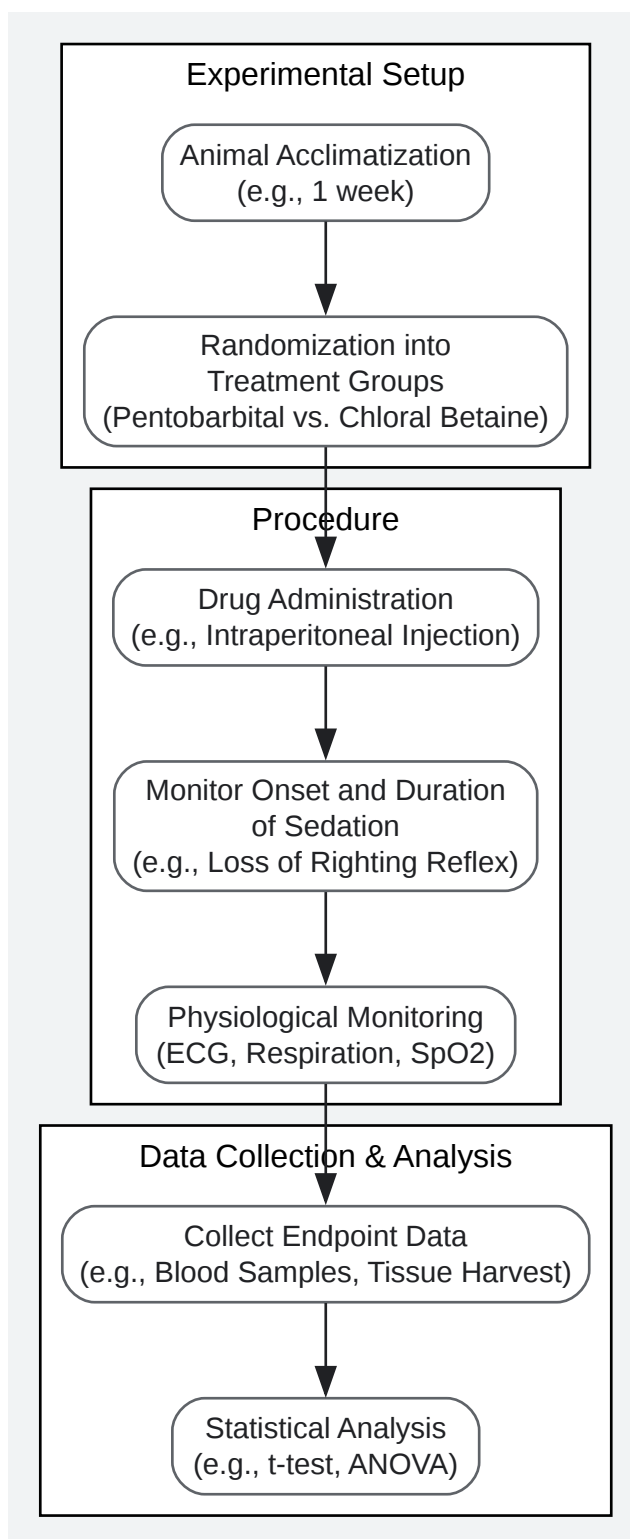 Experimental Setup
Animal Acclimatization
(e.g., 1 week)
Randomization into
Treatment Groups
(Pentobarbital vs. Chloral Betaine)
Procedure
Drug Administration
(e.g., Intraperitoneal Injection)
Monitor Onset and Duration
of Sedation
(e.g., Loss of Righting Reflex)
Physiological Monitoring
(ECG, Respiration, SpO2)
Data Collection & Analysis
Collect Endpoint Data
(e.g., Blood Samples, Tissue Harvest)
Statistical Analysis
(e.g., t-test, ANOVA)